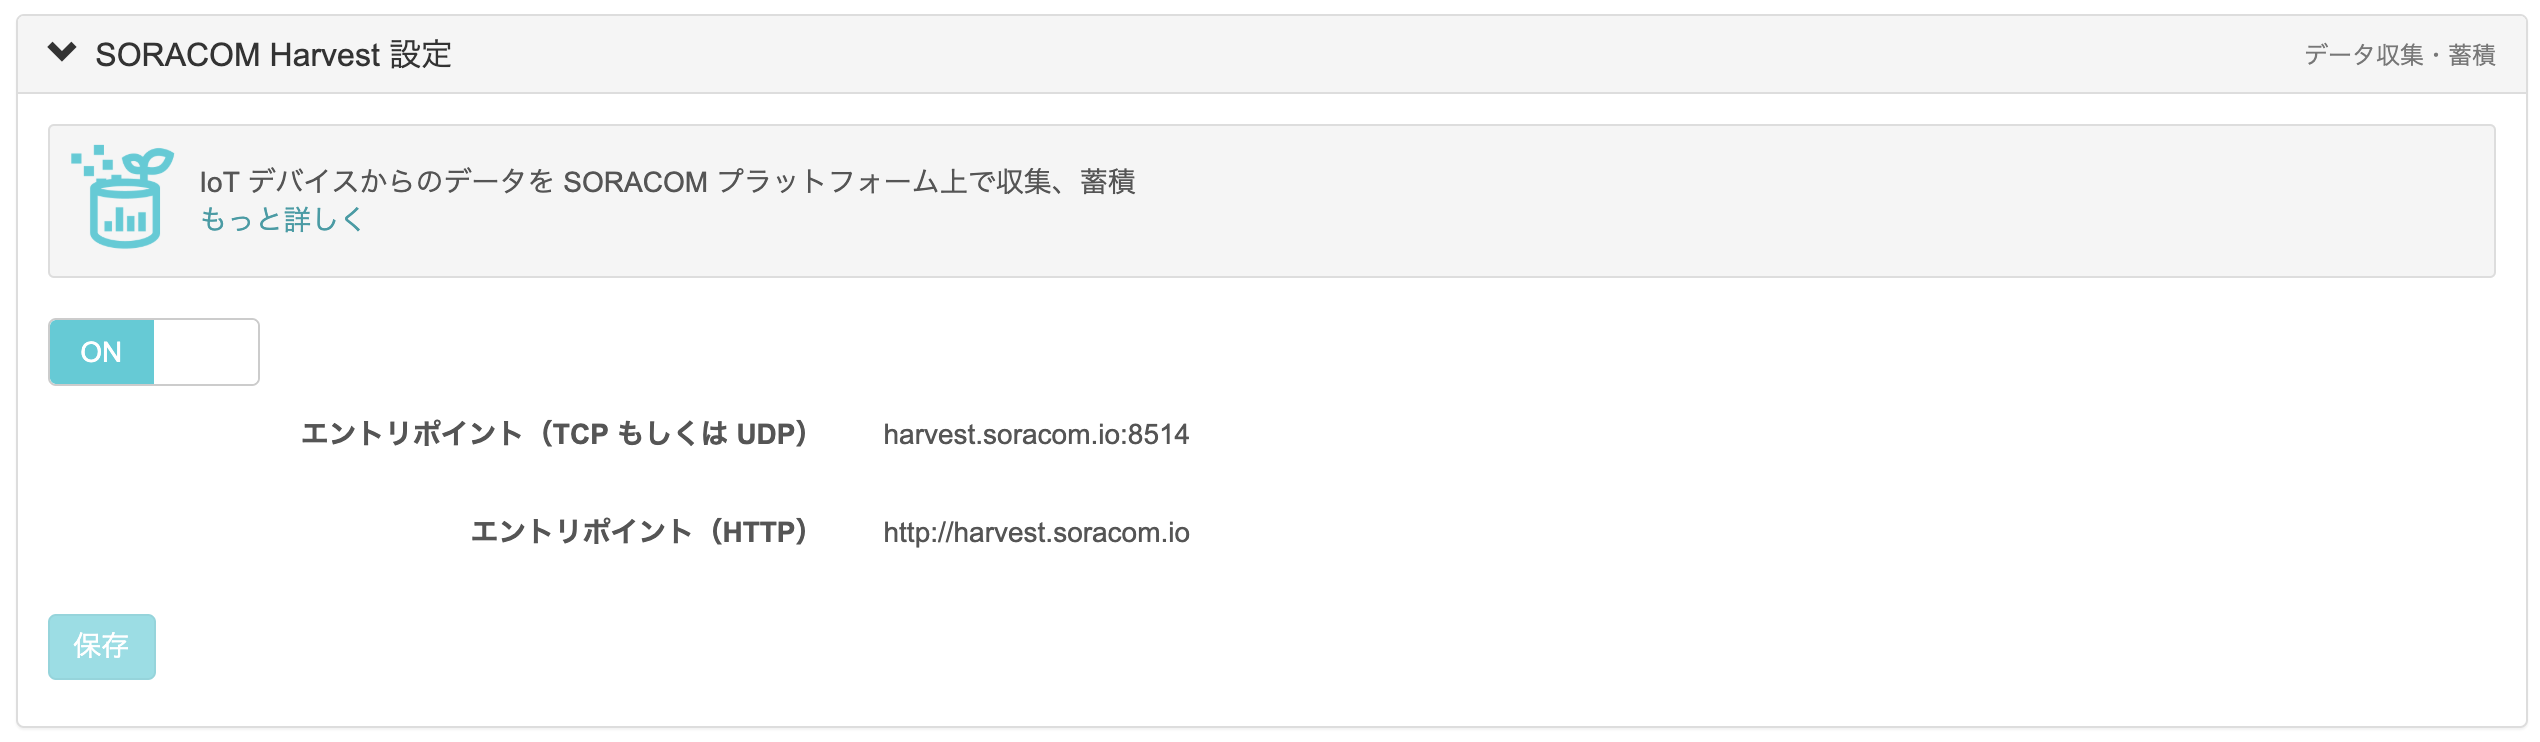 SORACOM Harvest 設定
データ収集・蓄積
IoT デバイスからのデータを SORACOM プラットフォーム上で収集、蓄積
もっと詳しく
ON
エントリポイント（TCP もしくは UDP） harvest.soracom.io:8514
エントリポイント（HTTP） http://harvest.soracom.io
保存